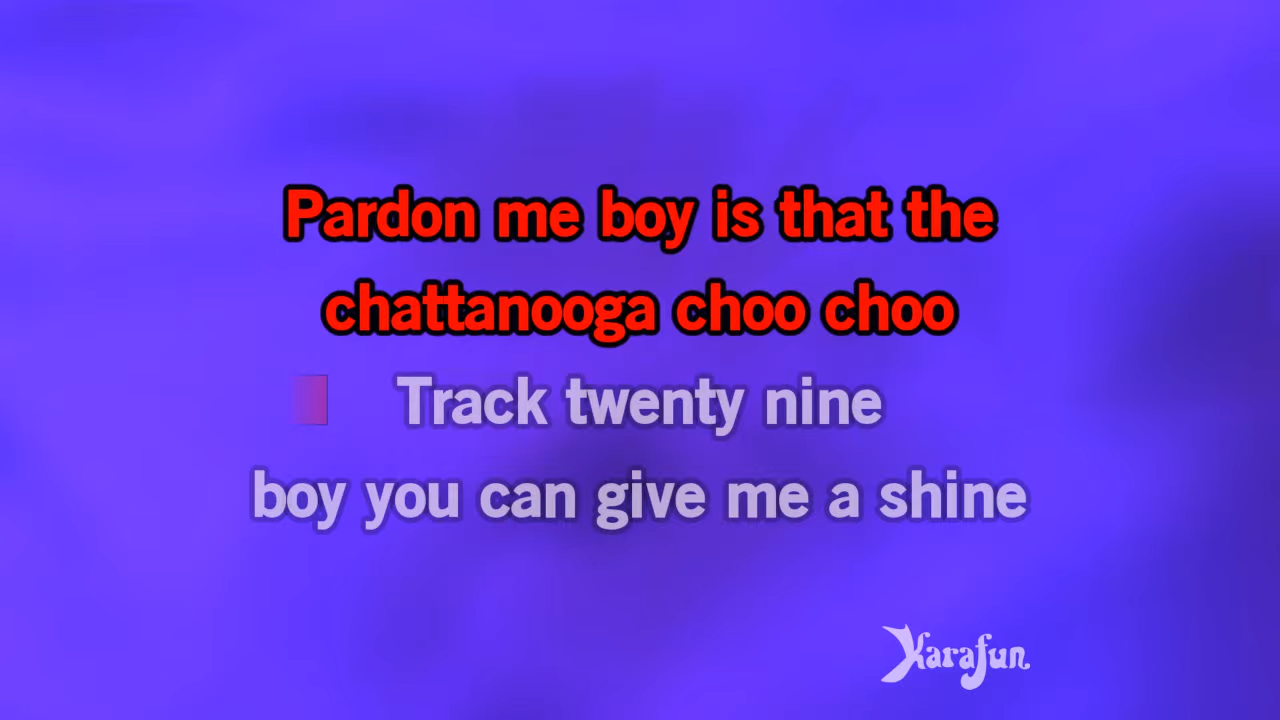 Pardon me boy is that the
chattanooga choo choo
Track twenty nine
boy you can give me a shine
Karafun